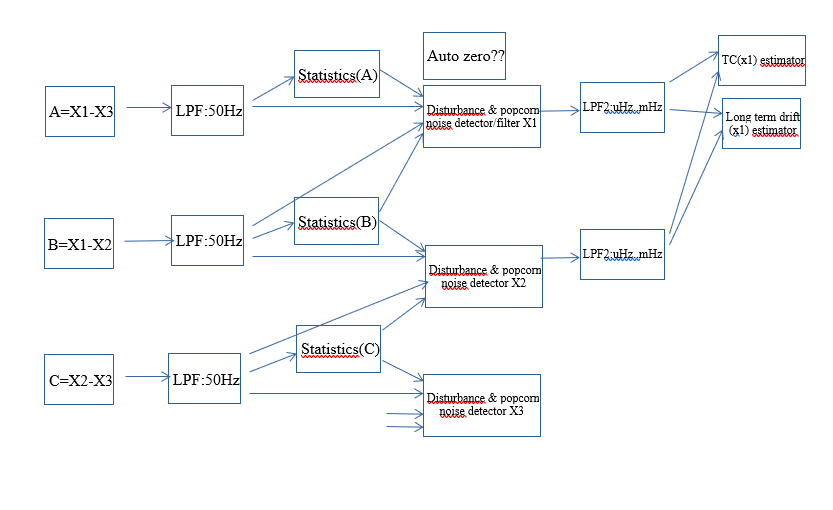 Auto zero??
TC(x1) estimator
Statistics(A)
A=X1-X3
LPF:50Hz
Disturbance & popcorn
noise detector/filter X1
LPF2:uHz..mHz
Long term drift
(x1) estimator
Statistics(B)
B=X1-X2
LPF:50Hz
Disturbance & popcorn
noise detector X2
LPF2:uHz..mHz
Statistics(C)
C=X2-X3
LPF:50Hz
Disturbance & popcorn
noise detector X3